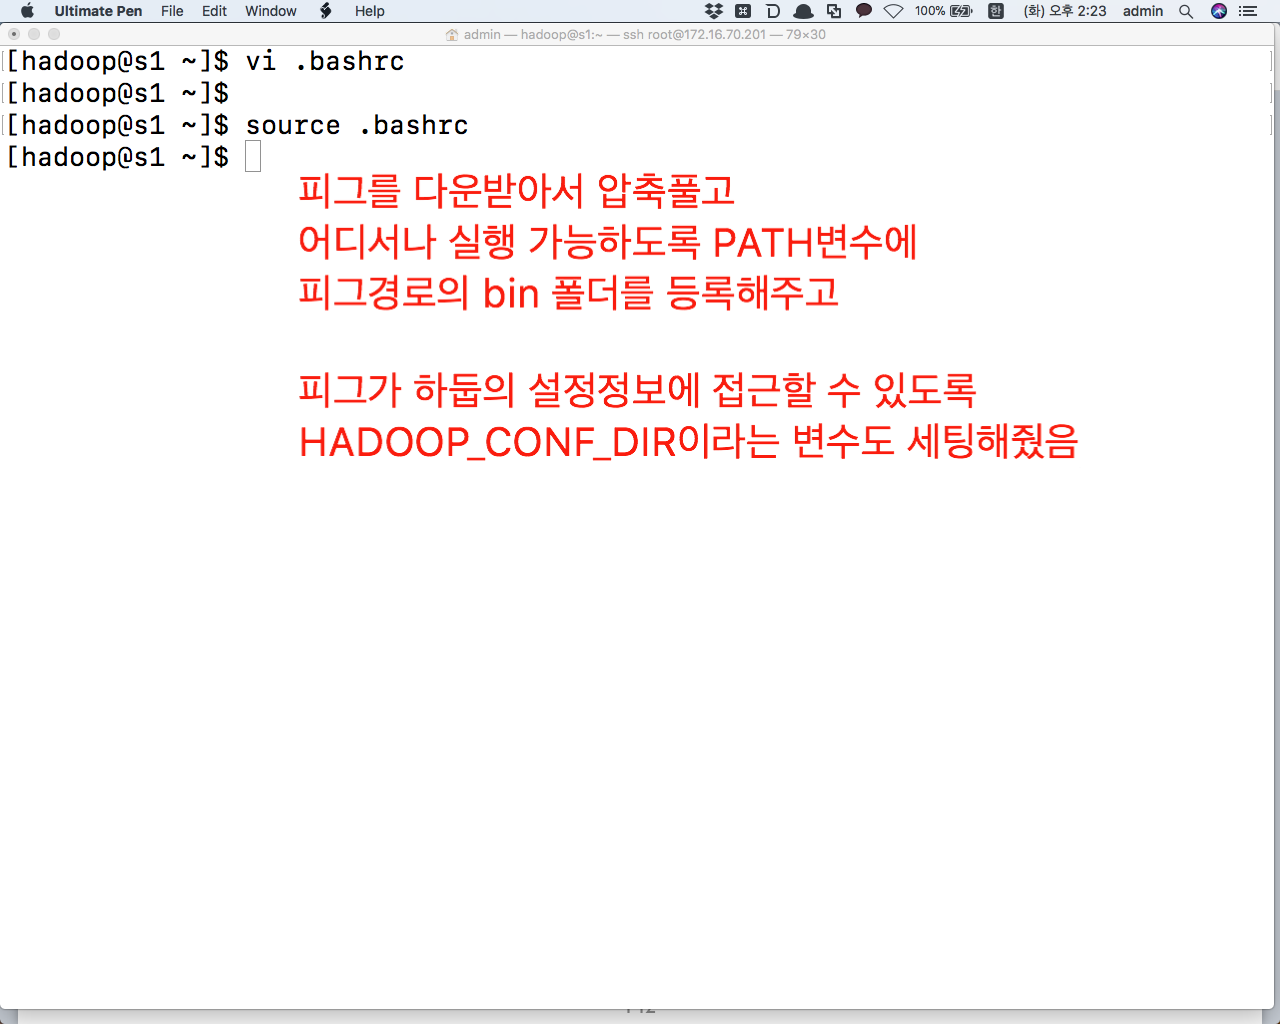 Ultimate Pen File Edit Window Help 100% 한 (화) 오후 2:23 admin
admin — hadoop@s1:~ — ssh root@172.16.70.201 — 79×30
[hadoop@s1 ~]$ vi .bashrc
[hadoop@s1 ~]$
[hadoop@s1 ~]$ source .bashrc
[hadoop@s1 ~]$
피그를 다운받아서 압축풀고
어디서나 실행 가능하도록 PATH변수에
피그경로의 bin 폴더를 등록해주고
피그가 하둡의 설정정보에 접근할 수 있도록
HADOOP_CONF_DIR이라는 변수도 세팅해줬음